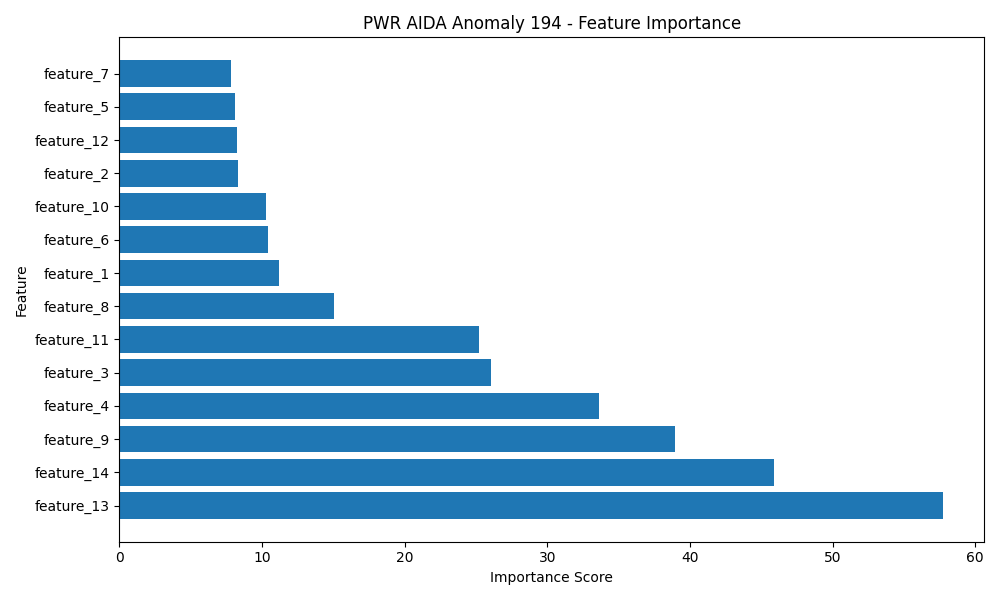 PWR AIDA Anomaly 194 - Feature Importance
feature_7
feature_5
feature_12
feature_2
feature_10
feature_6
feature_1
feature_8
feature_11
feature_3
feature_4
feature_9
feature_14
feature_13
Feature
0 10 20 30 40 50 60
Importance Score